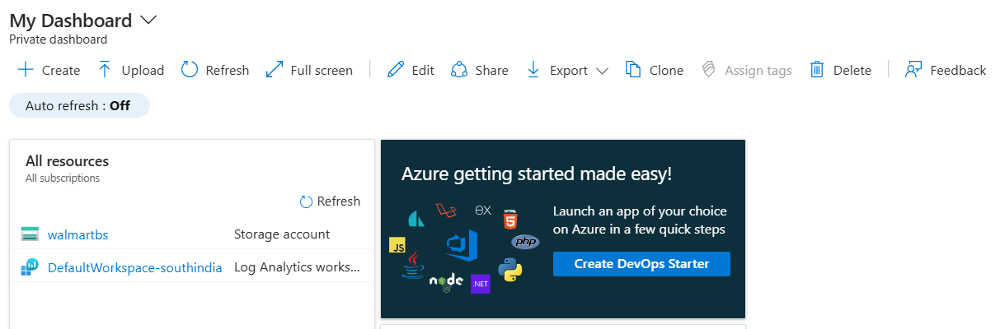 My Dashboard
Private dashboard
Create Upload Refresh Full screen Edit Share Export Clone Assign tags Delete Feedback
Auto refresh : Off
All resources
All subscriptions
Refresh
walmartbs Storage account
DefaultWorkspace-southindia Log Analytics works...
Azure getting started made easy!
EX
HTML
5
JS
php
node
JS
.NET
Launch an app of your choice
on Azure in a few quick steps
Create DevOps Starter